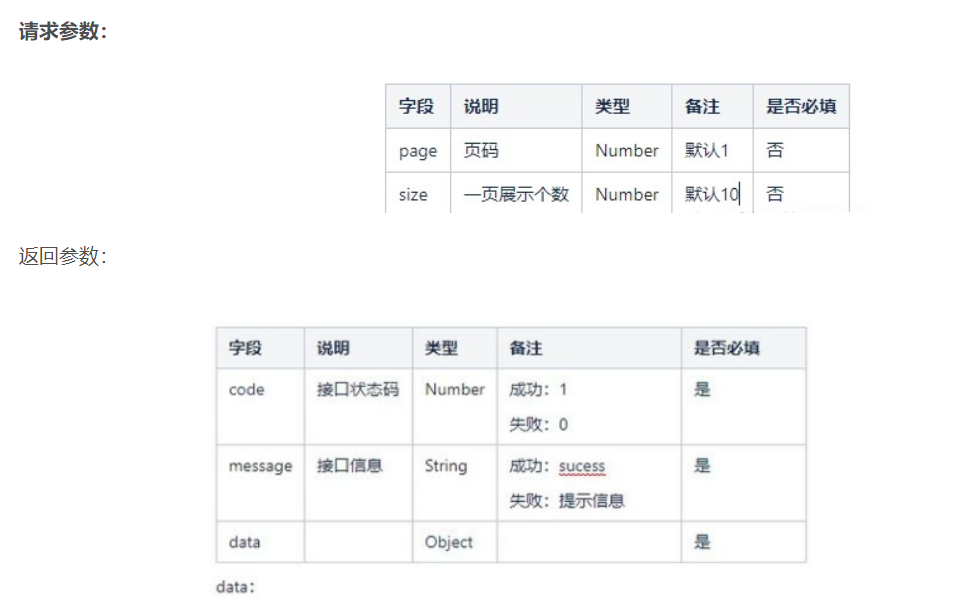 请求参数:
字段 说明 类型 备注 是否必填
page 页码 Number 默认1 否
size 一页展示个数 Number 默认10 否
返回参数:
字段 说明 类型 备注 是否必填
code 接口状态码 Number 成功：1 是
失败：0
message 接口信息 String 成功：sucess 是
失败：提示信息
data Object 是
data：